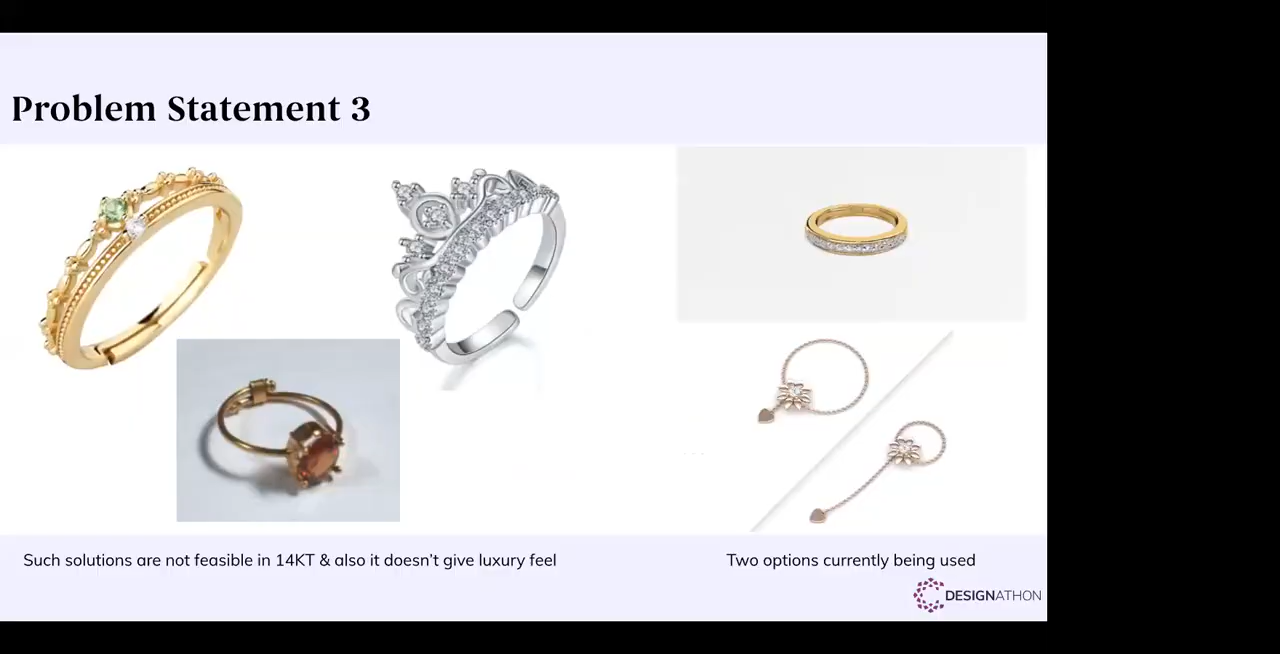 Problem Statement 3
Such solutions are not feasible in 14KT & also it doesn't give luxury feel
Two options currently being used
DESIGNATHON